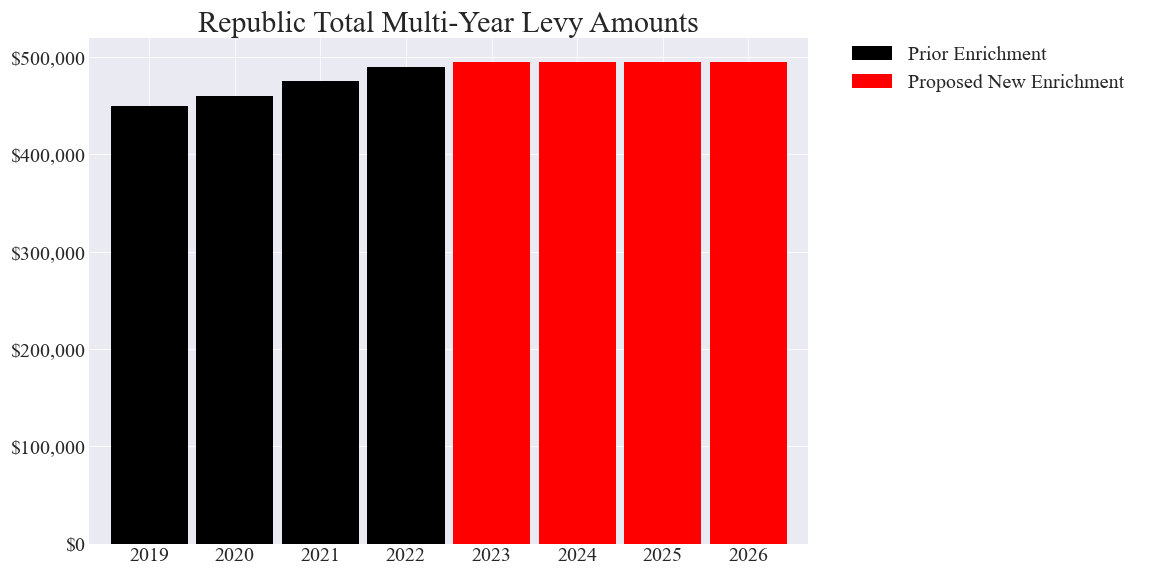 Republic Total Multi-Year Levy Amounts
Prior Enrichment
Proposed New Enrichment
$500,000
$400,000
$300,000
$200,000
$100,000
$0
2019 2020 2021 2022 2023 2024 2025 2026